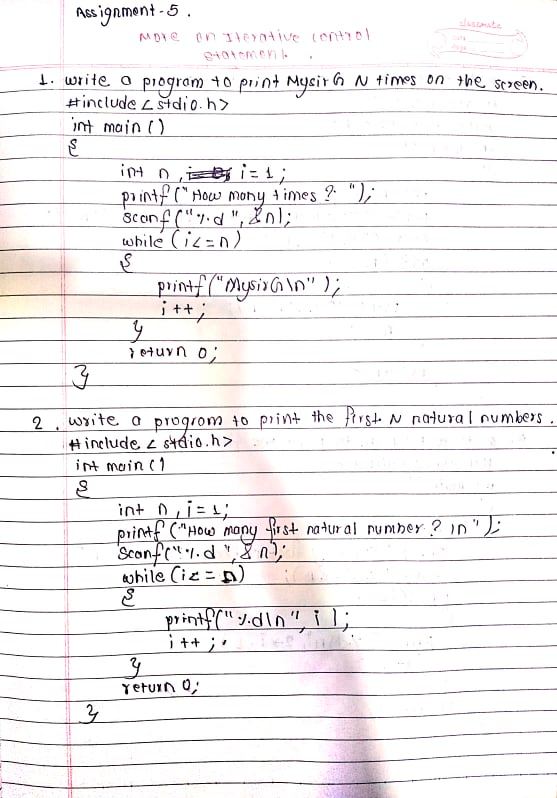 Assignment-5.
classmate
Date
Page
More on Iterative control
statement.
1. write a program to print MysirG N times on the screen.
#include <stdio.h>
int main ()
{
int n, i = 1;
printf ("How many times ? ");
scanf ("%d", &n);
while (i<=n)
{
printf ("MysirG\n" );
i ++;
}
return 0;
}
2. write a program to print the first N natural numbers.
#include <stdio.h>
int main ()
{
int n, i = 1;
printf ("How many first natural number ? \n");
scanf ("%d", &n);
while (i<=n)
{
printf("%d\n", i );
i ++;
}
return 0;
}